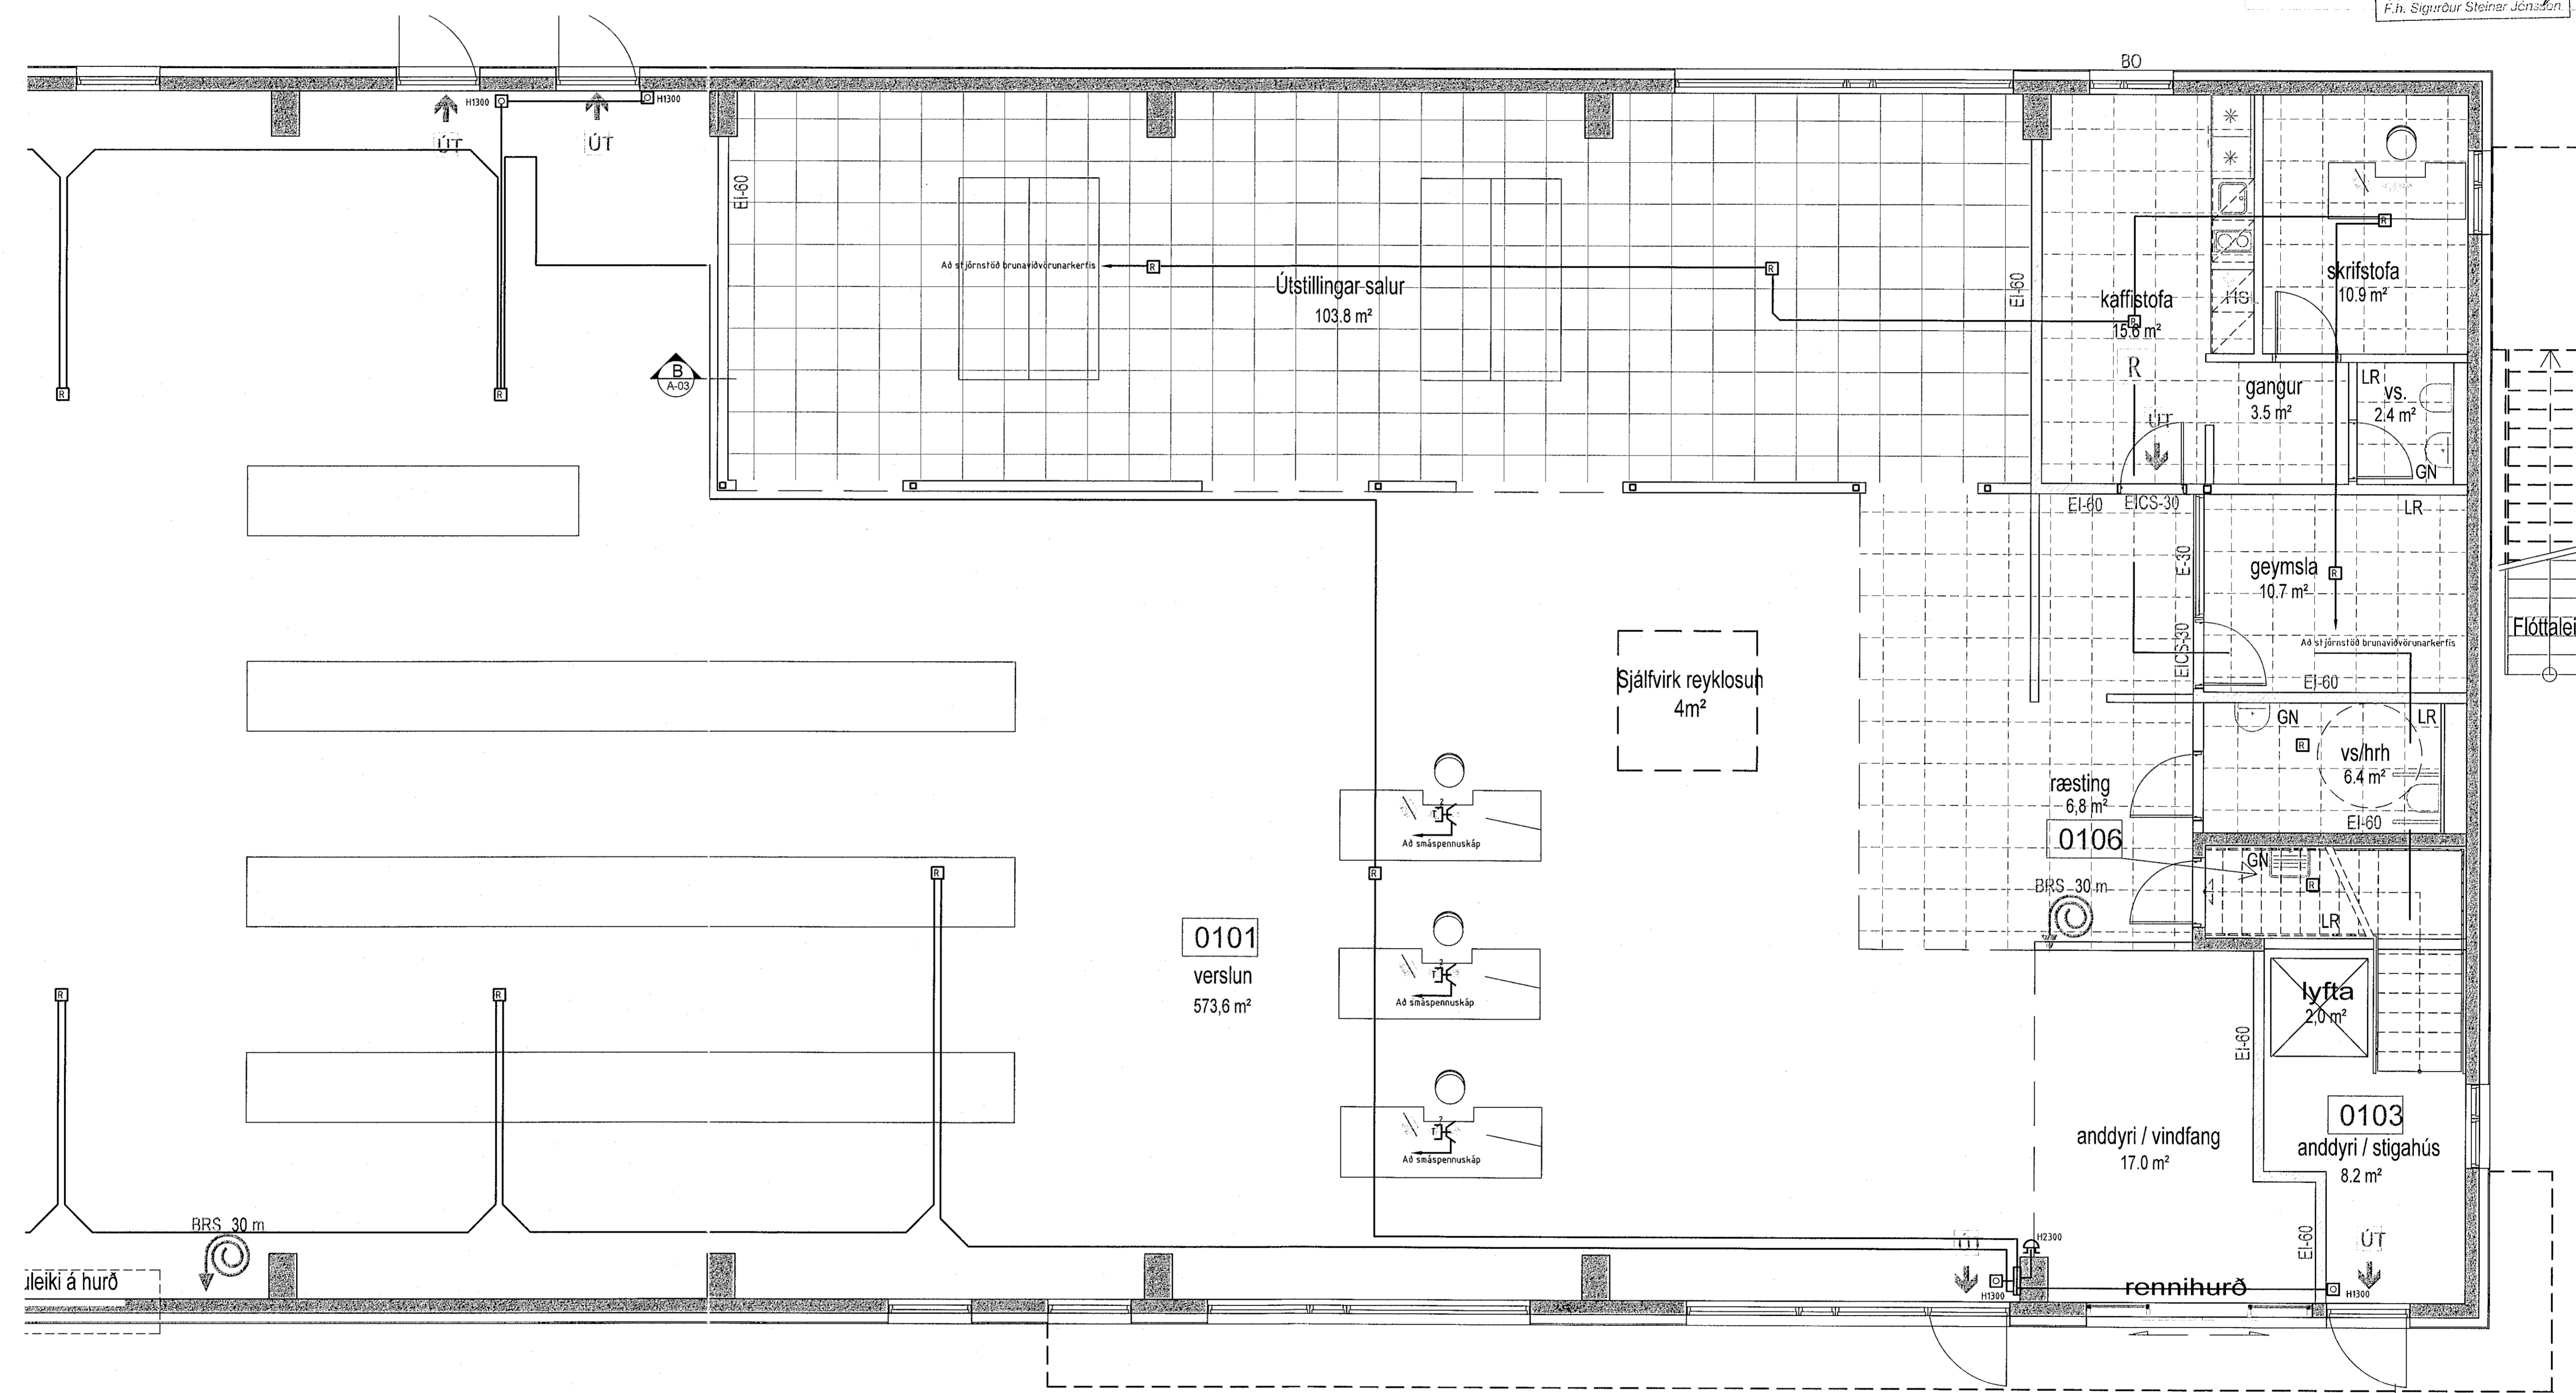 F.h. Sigurður Steinar Jónsson
BO
H1300
H1300
ÚT
ÚT
EI-60
Að stjórnstöð brunaviðvörunarkerfis
R
R
Útstillingar salur
103.8 m²
EI-60
kaffistofa
R
15.6 m²
HS
R
skrifstofa
10.9 m²
B
A-03
R
R
R
ÚT
gangur
3.5 m²
LR
vs.
2.4 m²
GN
EI-60
EICS-30
LR
E-30
geymsla
10.7 m²
R
Að stjórnstöð brunaviðvörunarkerfis
EICS-30
EI-60
Flóttalei
Sjálfvirk reyklosun
4m²
GN
LR
R
vs/hrh
6.4 m²
EI-60
ræsting
6,8 m²
0106
GN
R
LR
BRS 30 m
2
T
Að smáspennuskáp
R
R
0101
verslun
573,6 m²
2
T
Að smáspennuskáp
R
R
lyfta
2,0 m²
EI-60
2
T
Að smáspennuskáp
0103
anddyri / stigahús
8.2 m²
anddyri / vindfang
17.0 m²
BRS 30 m
uleiki á hurð
ÚT
H2300
H1300
EI-60
ÚT
rennihurð
H1300